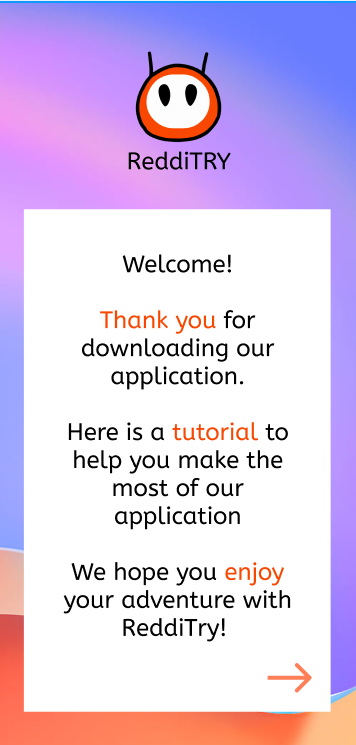 ReddiTRY
Welcome!
Thank you for
downloading our
application.
Here is a tutorial to
help you make the
most of our
application
We hope you enjoy
your adventure with
ReddiTry!